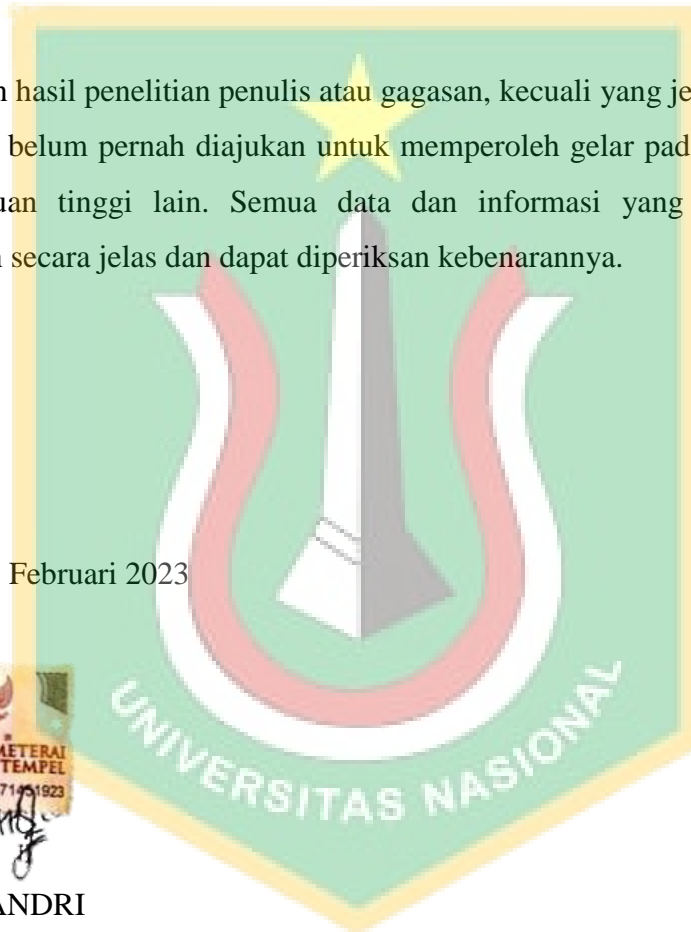 hasil penelitian penulis atau gagasan, kecuali yang je
belum pernah diajukan untuk memperoleh gelar pad
uan tinggi lain. Semua data dan informasi yang
secara jelas dan dapat diperiksan kebenarannya.
Februari 2023
METERAI
TEMPEL
UNIVERSITAS NASIONAL
ANDRI